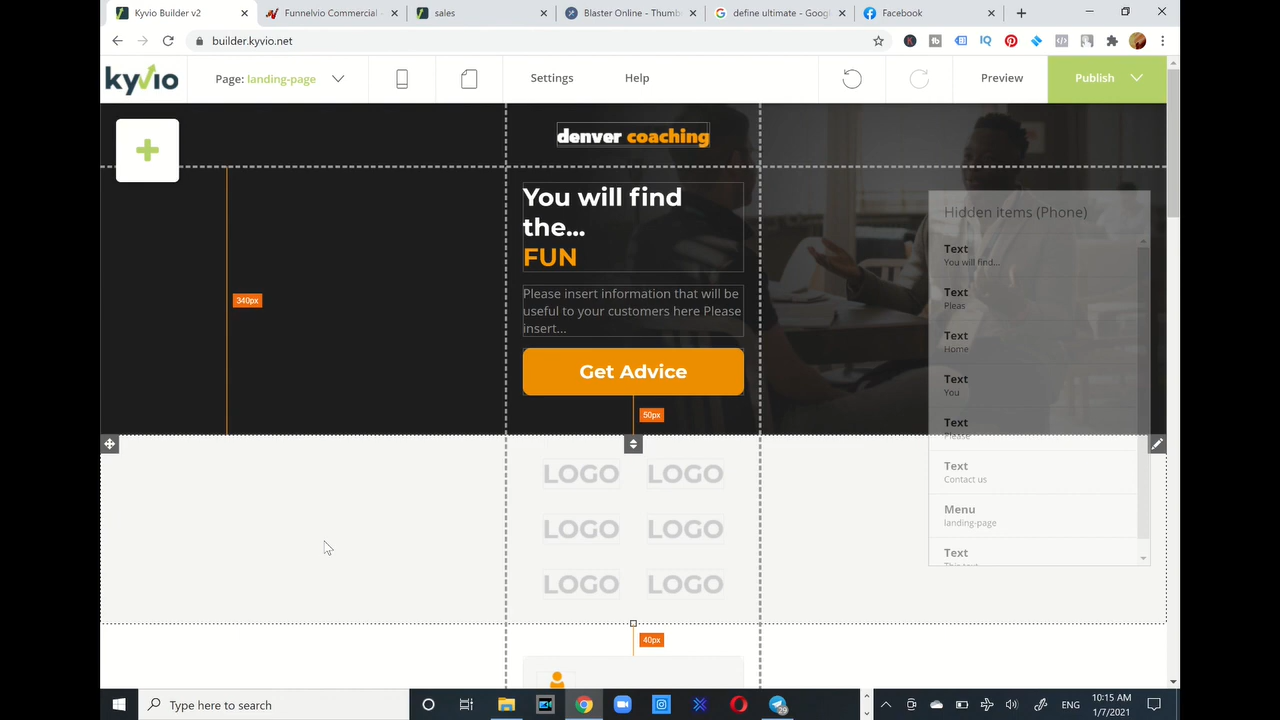 Kyvio Builder v2
Funnelvio Commercial -
sales
Blaster Online - Thumb
define ultimate - Googl
Facebook
builder.kyvio.net
kyvio
Page: landing-page
Settings
Help
Preview
Publish
denver coaching
You will find
the...
FUN
Please insert information that will be
useful to your customers here Please
insert...
Get Advice
340px
50px
Hidden items (Phone)
Text
You will find...
Text
Pleas
Text
Home
Text
You
Text
Please
Text
Contact us
Menu
landing-page
Text
LOGO LOGO
LOGO LOGO
LOGO LOGO
40px
Type here to search
ENG
10:15 AM
1/7/2021